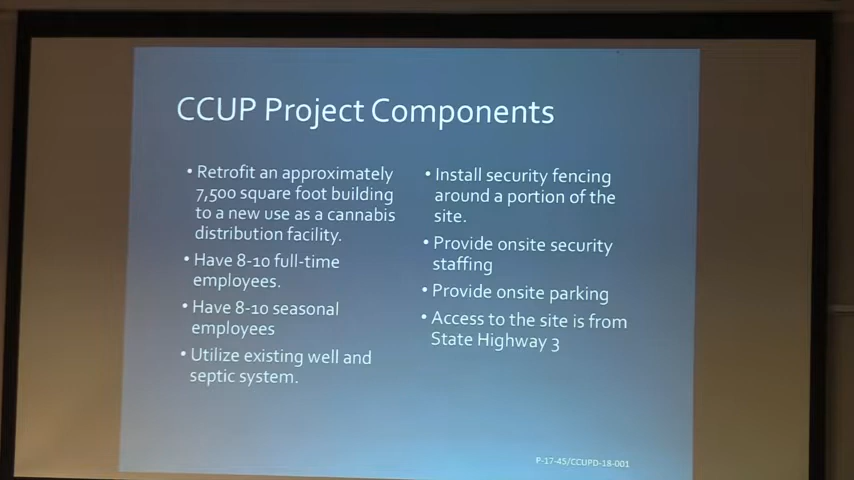 CCUP Project Components
• Retrofit an approximately
7,500 square foot building
to a new use as a cannabis
distribution facility.
• Have 8-10 full-time
employees.
• Have 8-10 seasonal
employees
• Utilize existing well and
septic system.
• Install security fencing
around a portion of the
site.
• Provide onsite security
staffing
• Provide onsite parking
• Access to the site is from
State Highway 3
P-17-45/CCUPD-18-001